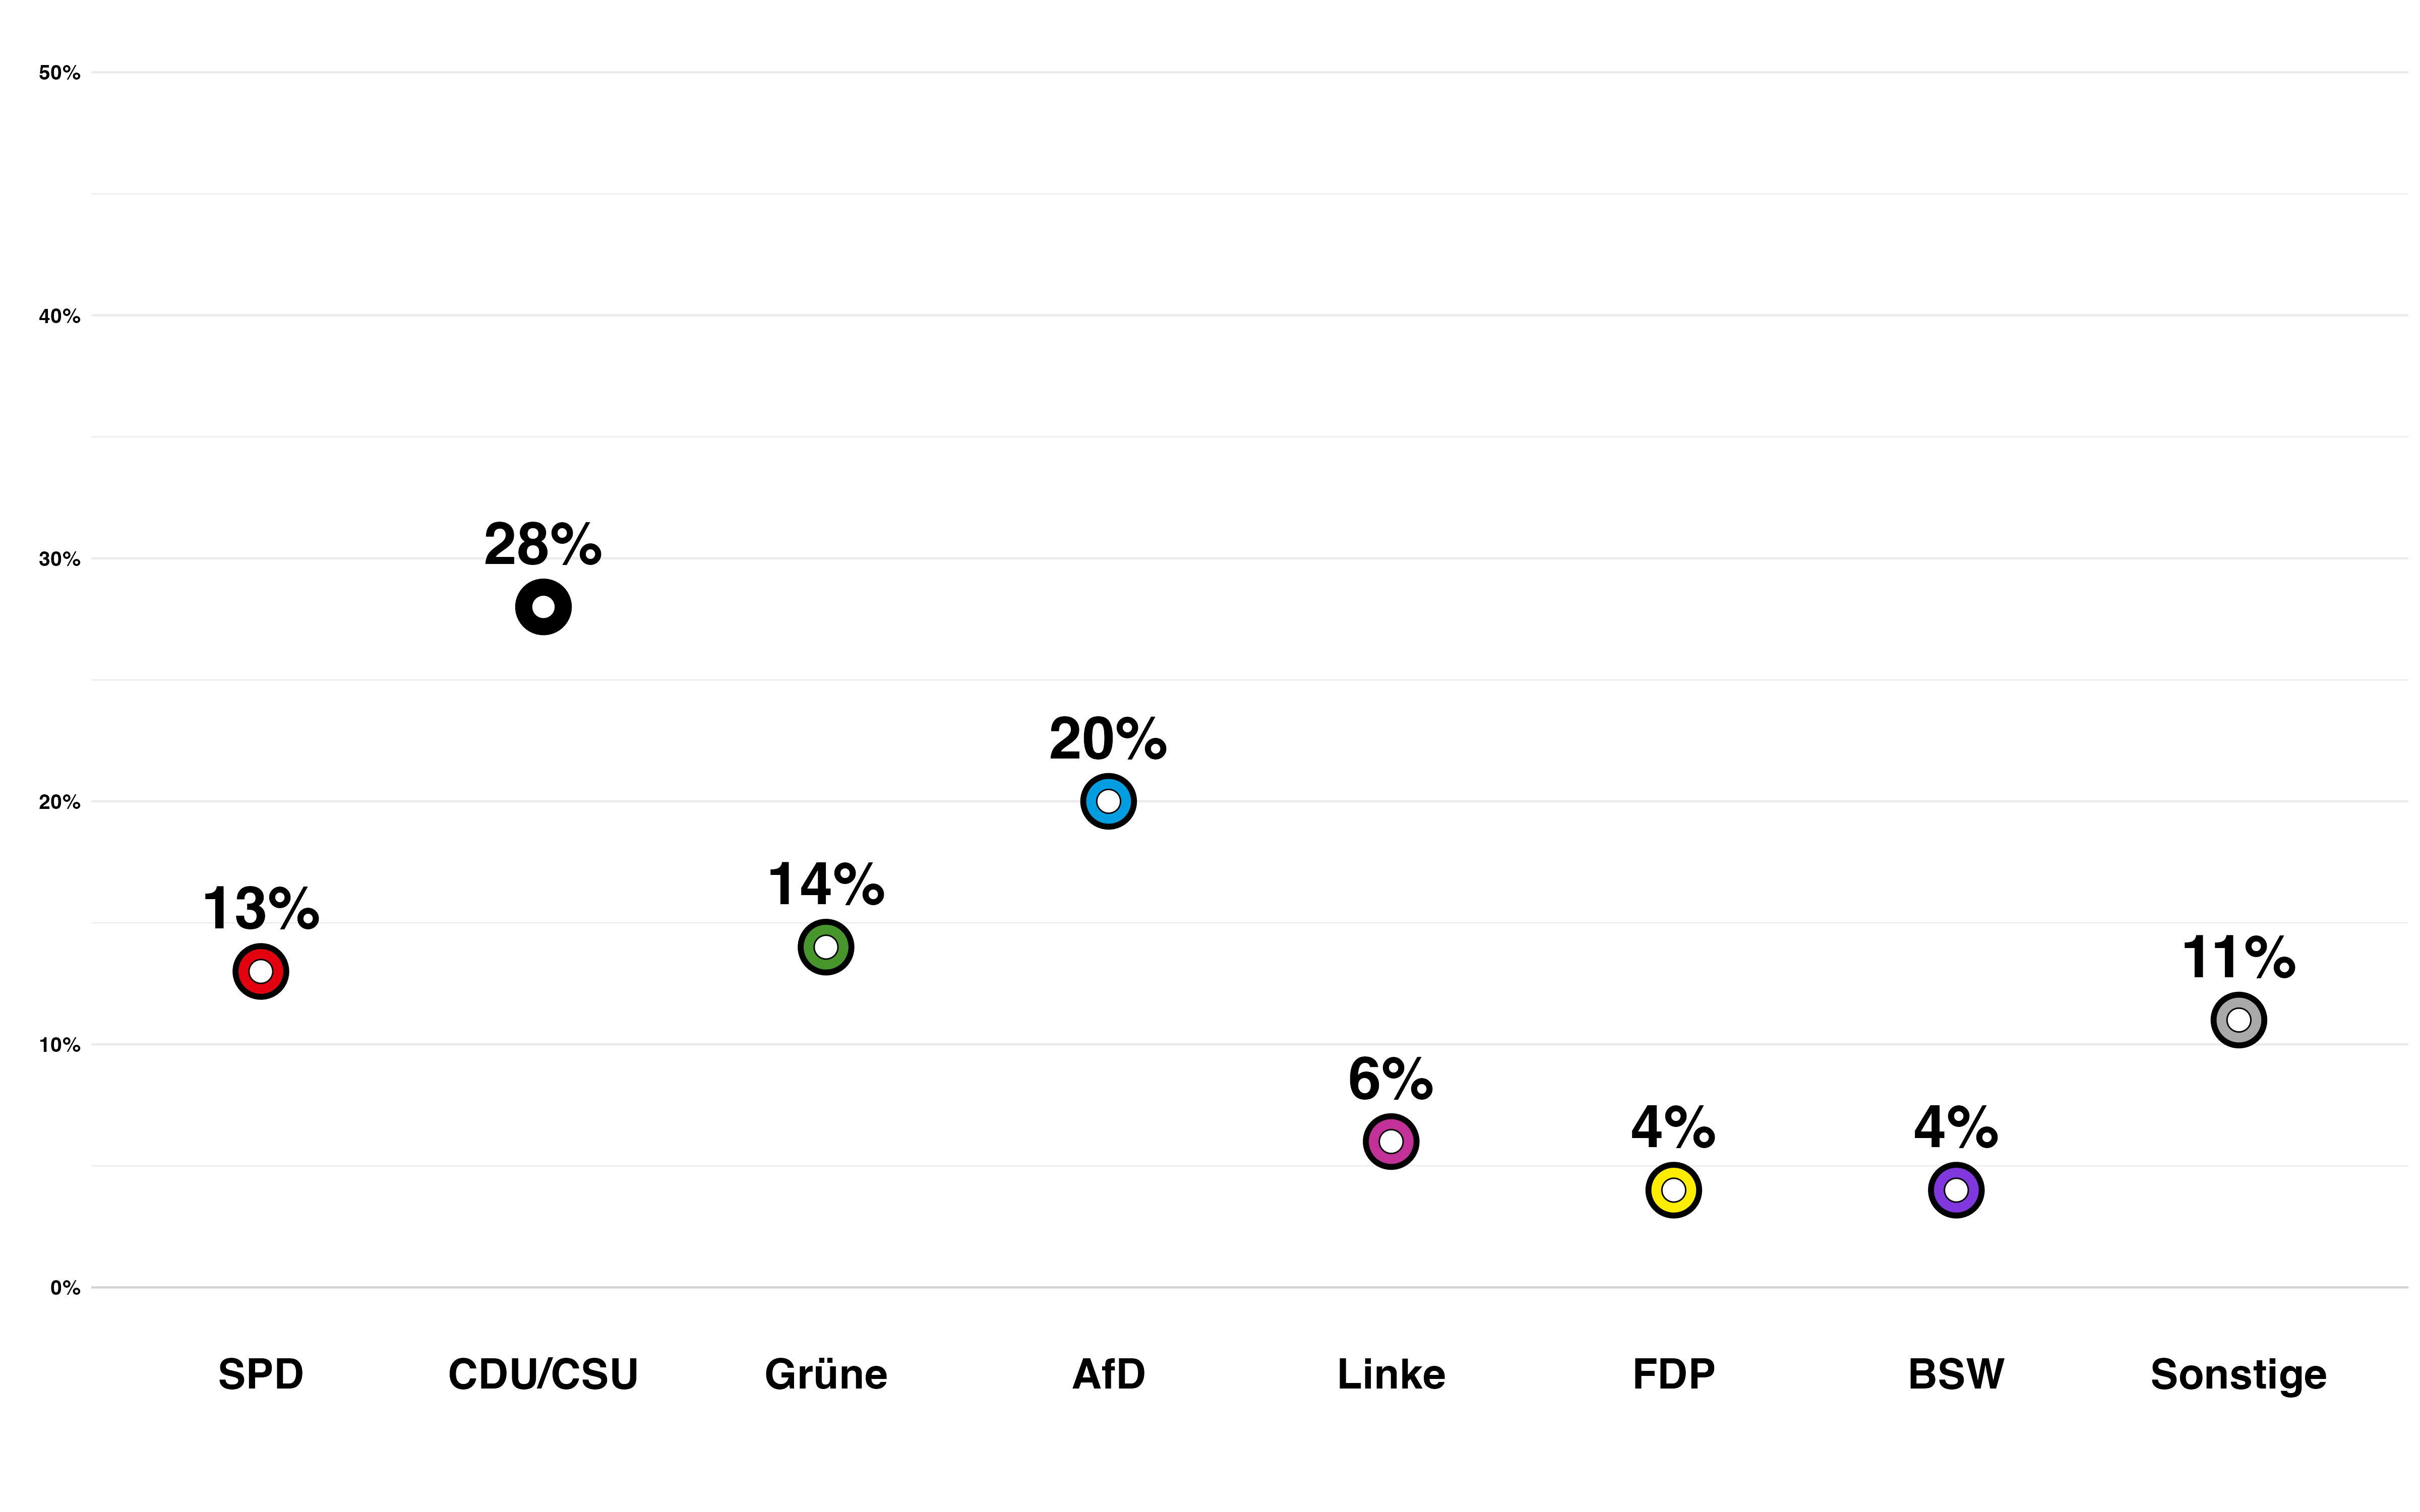 50%
40%
30%
20%
10%
0%
28%
20%
14%
13%
11%
6%
4%
4%
SPD
CDU/CSU
Grüne
AfD
Linke
FDP
BSW
Sonstige